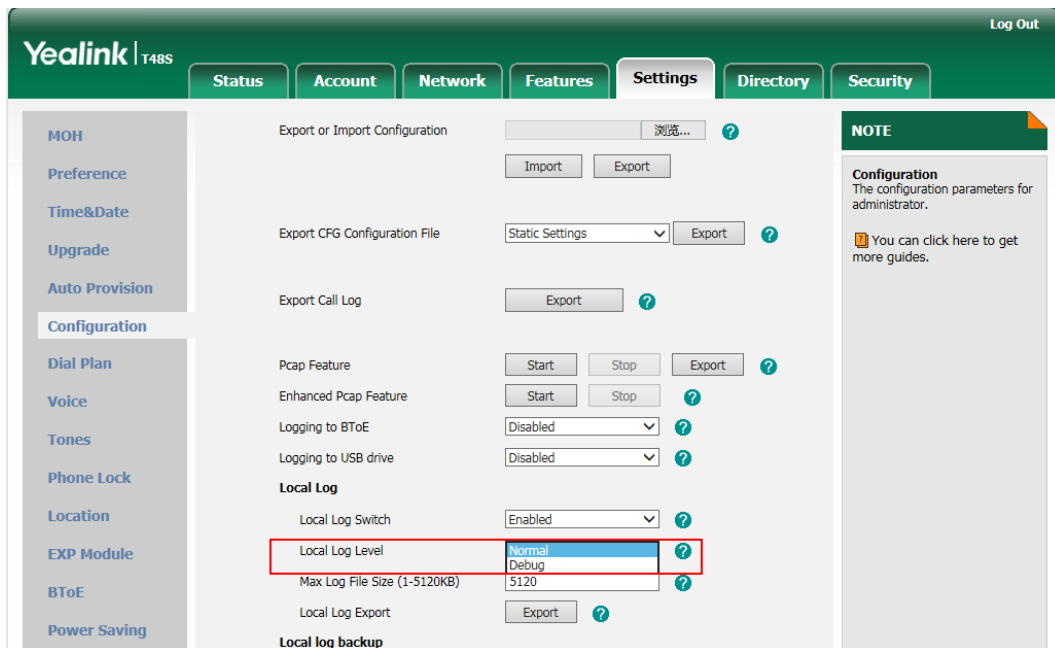 Log Out
Yealink | T48S
Status Account Network Features Settings Directory Security
MOH
Preference
Time&Date
Upgrade
Auto Provision
Configuration
Dial Plan
Voice
Tones
Phone Lock
Location
EXP Module
BToE
Power Saving
Export or Import Configuration 浏览... ?
Import Export
Export CFG Configuration File Static Settings Export ?
Export Call Log Export ?
Pcap Feature Start Stop Export ?
Enhanced Pcap Feature Start Stop ?
Logging to BToE Disabled ?
Logging to USB drive Disabled ?
Local Log
Local Log Switch Enabled ?
Local Log Level Normal ?
Debug
Max Log File Size (1-5120KB) 5120 ?
Local Log Export Export ?
Local log backup
NOTE
Configuration
The configuration parameters for
administrator.
? You can click here to get
more guides.